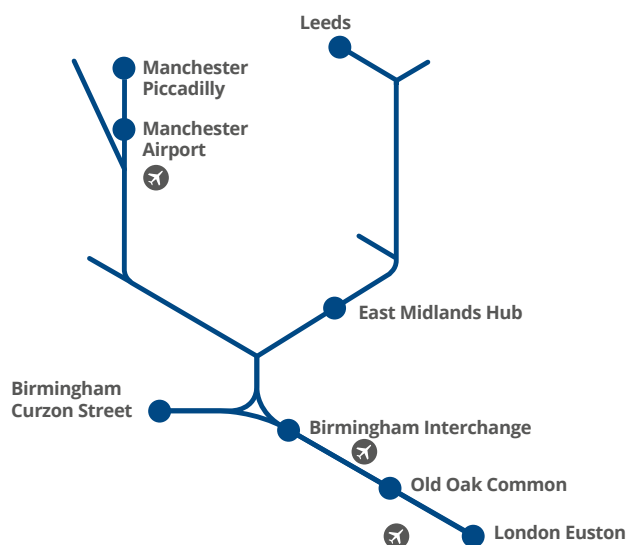 Leeds
Manchester
Piccadilly
Manchester
Airport
East Midlands Hub
Birmingham
Curzon Street
Birmingham Interchange
Old Oak Common
London Euston